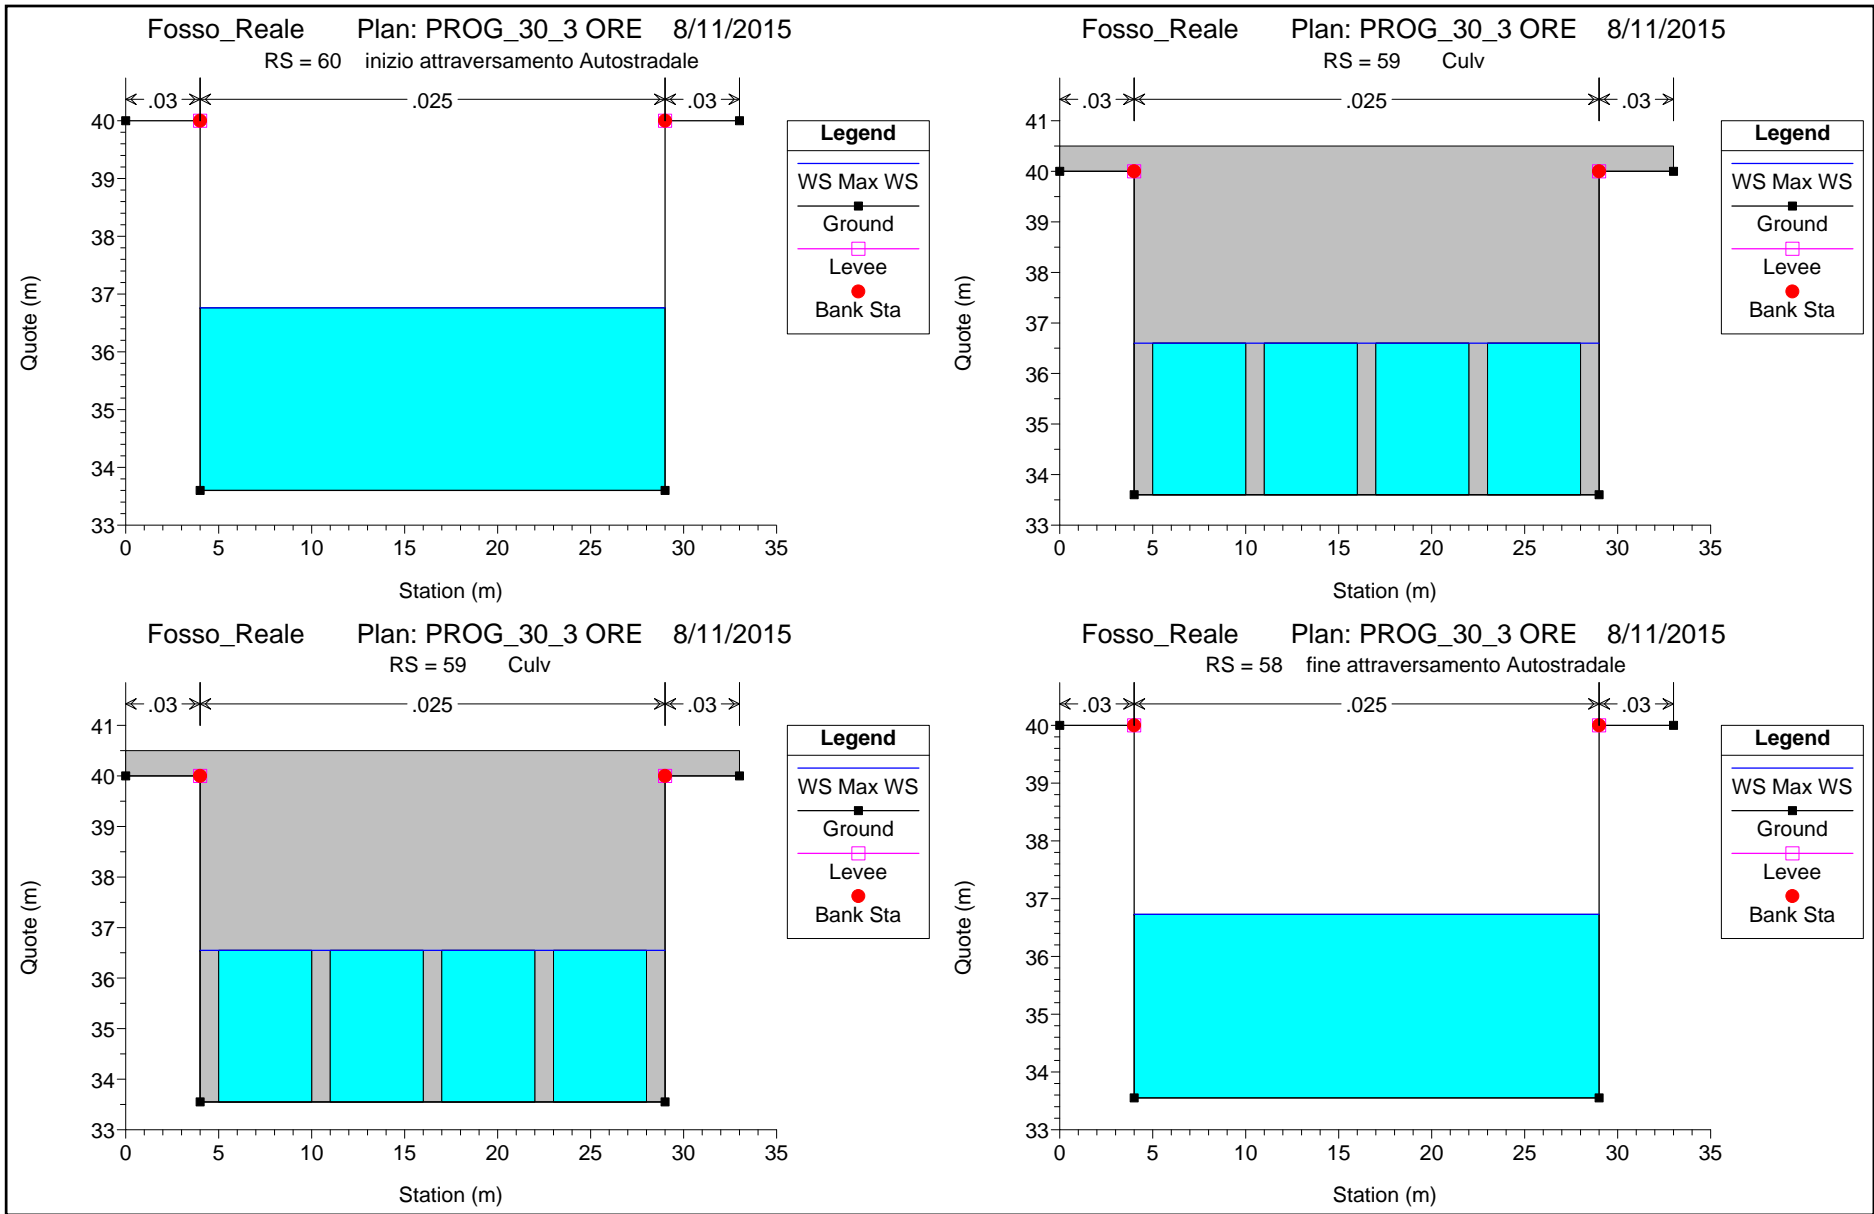 Fosso_Reale Plan: PROG_30_3 ORE 8/11/2015
RS = 60 inizio attraversamento Autostradale
.03 .025 .03
40
39
38
37
36
35
34
33
0 5 10 15 20 25 30 35
Station (m)
Quote (m)
Legend
WS Max WS
Ground
Levee
Bank Sta
Fosso_Reale Plan: PROG_30_3 ORE 8/11/2015
RS = 59 Culv
.03 .025 .03
41
40
39
38
37
36
35
34
33
0 5 10 15 20 25 30 35
Station (m)
Quote (m)
Legend
WS Max WS
Ground
Levee
Bank Sta
Fosso_Reale Plan: PROG_30_3 ORE 8/11/2015
RS = 59 Culv
.03 .025 .03
41
40
39
38
37
36
35
34
33
0 5 10 15 20 25 30 35
Station (m)
Quote (m)
Legend
WS Max WS
Ground
Levee
Bank Sta
Fosso_Reale Plan: PROG_30_3 ORE 8/11/2015
RS = 58 fine attraversamento Autostradale
.03 .025 .03
40
39
38
37
36
35
34
33
0 5 10 15 20 25 30 35
Station (m)
Quote (m)
Legend
WS Max WS
Ground
Levee
Bank Sta